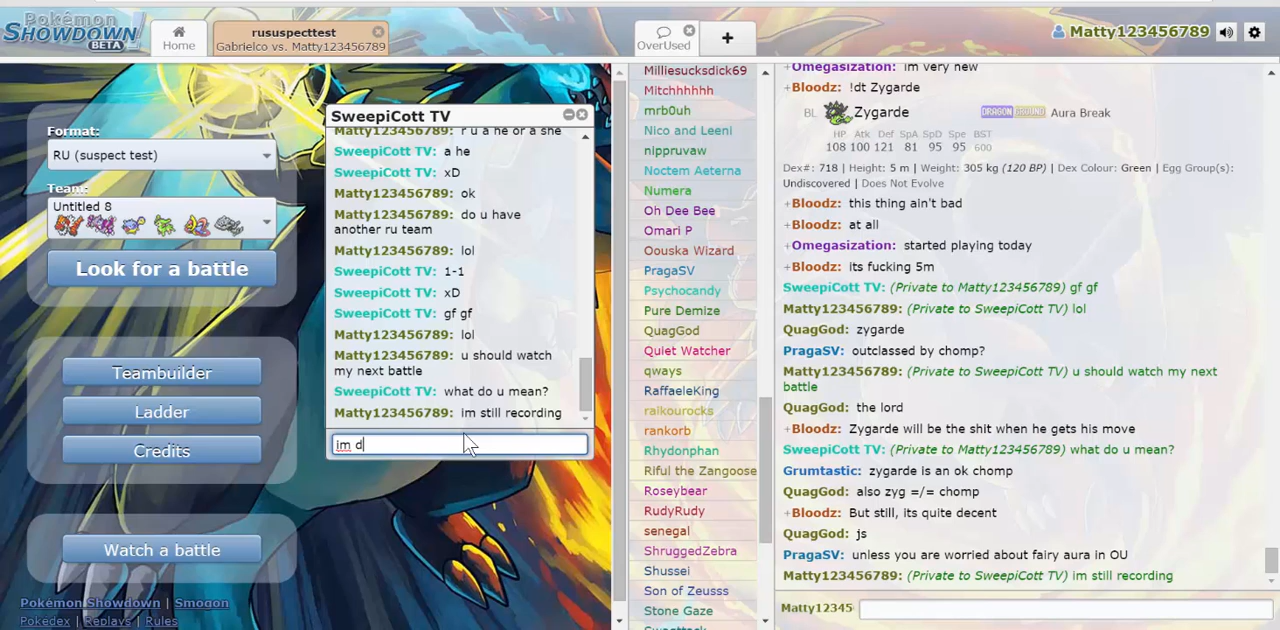 Pokémon
SHOWDOWN
BETA
Home
rususpecttest
Gabrielco vs. Matty123456789
OverUsed
+
Matty123456789
Format:
RU (suspect test)
Team:
Untitled 8
Look for a battle
Teambuilder
Ladder
Credits
Watch a battle
Pokémon Showdown | Smogon
Pokédex | Replays | Rules
SweepiCott TV
Matty123456789: r u a he or a she
SweepiCott TV: a he
SweepiCott TV: xD
Matty123456789: ok
Matty123456789: do u have
another ru team
Matty123456789: lol
SweepiCott TV: 1-1
SweepiCott TV: xD
SweepiCott TV: gf gf
Matty123456789: lol
Matty123456789: u should watch
my next battle
SweepiCott TV: what do u mean?
Matty123456789: im still recording
im d
Milliesucksdick69
Mitchhhhhh
mrb0uh
Nico and Leeni
nippruvaw
Noctem Aeterna
Numera
Oh Dee Bee
Omari P
Oouska Wizard
PragaSV
Psychocandy
Pure Demize
QuagGod
Quiet Watcher
qways
RaffaeleKing
raikourocks
rankorb
Rhydonphan
Riful the Zangoose
Roseybear
RudyRudy
senegal
ShruggedZebra
Shussei
Son of Zeusss
Stone Gaze
+Omegasization: im very new
+Bloodz: !dt Zygarde
BL Zygarde DRAGON GROUND Aura Break
HP Atk Def SpA SpD Spe BST
108 100 121 81 95 95 600
Dex#: 718 | Height: 5 m | Weight: 305 kg (120 BP) | Dex Colour: Green | Egg Group(s):
Undiscovered | Does Not Evolve
+Bloodz: this thing ain't bad
+Bloodz: at all
+Omegasization: started playing today
+Bloodz: its fucking 5m
SweepiCott TV: (Private to Matty123456789) gf gf
Matty123456789: (Private to SweepiCott TV) lol
QuagGod: zygarde
PragaSV: outclassed by chomp?
Matty123456789: (Private to SweepiCott TV) u should watch my next
battle
QuagGod: the lord
+Bloodz: Zygarde will be the shit when he gets his move
SweepiCott TV: (Private to Matty123456789) what do u mean?
Grumtastic: zygarde is an ok chomp
QuagGod: also zyg =/= chomp
+Bloodz: But still, its quite decent
QuagGod: js
PragaSV: unless you are worried about fairy aura in OU
Matty123456789: (Private to SweepiCott TV) im still recording
Matty12345